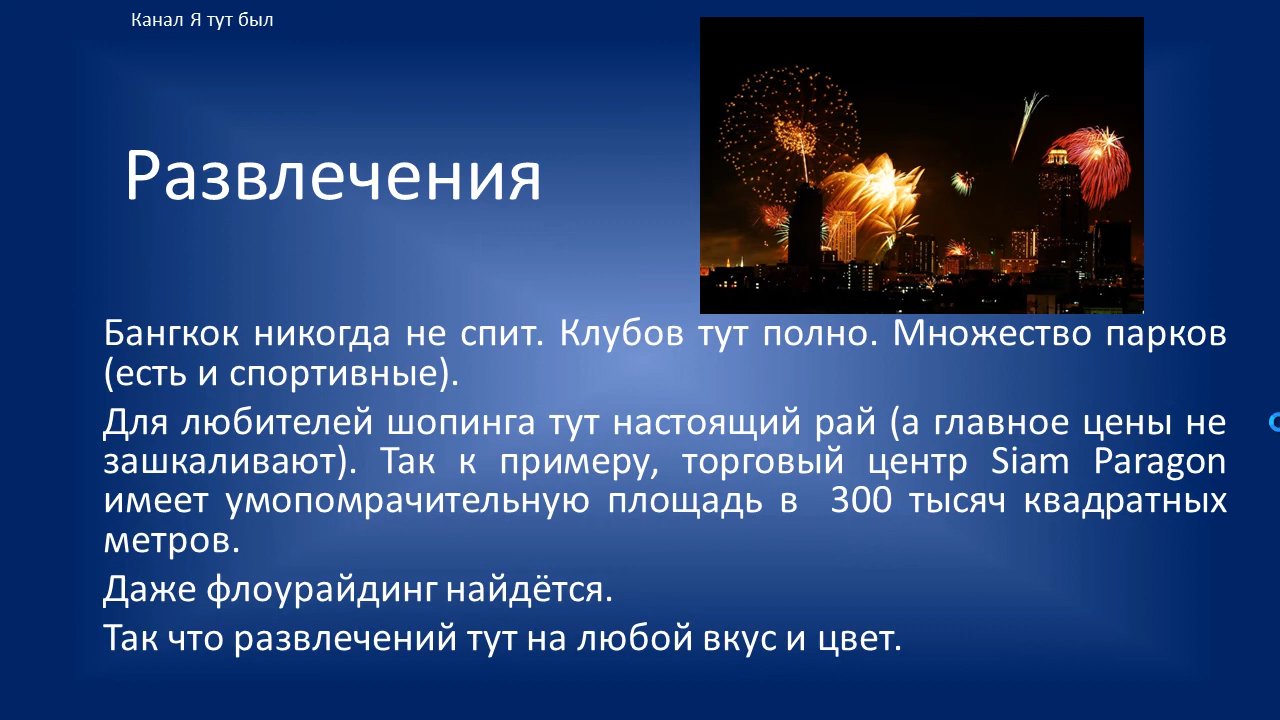 Канал Я тут был
Развлечения
Бангкок никогда не спит. Клубов тут полно. Множество парков
(есть и спортивные).
Для любителей шопинга тут настоящий рай (а главное цены не
зашкаливают). Так к примеру, торговый центр Siam Paragon
имеет умопомрачительную площадь в 300 тысяч квадратных
метров.
Даже флоурайдинг найдётся.
Так что развлечений тут на любой вкус и цвет.